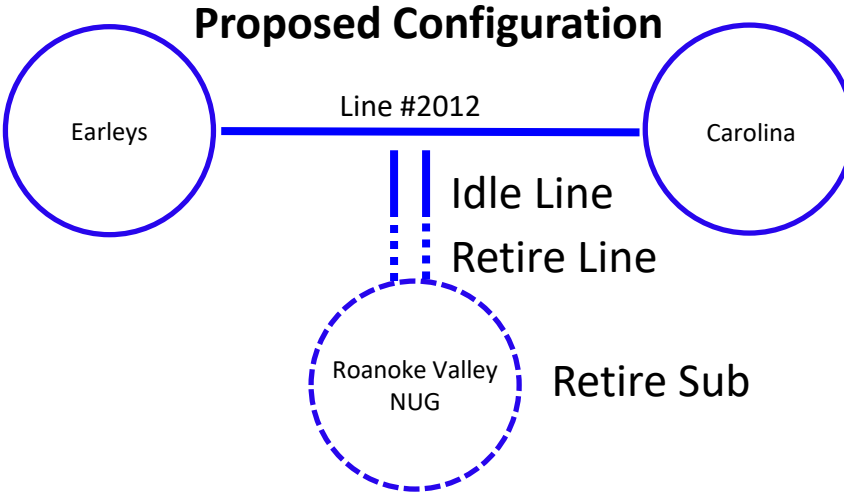 Proposed Configuration
Earleys
Line #2012
Carolina
Idle Line
Retire Line
Roanoke Valley
NUG
Retire Sub